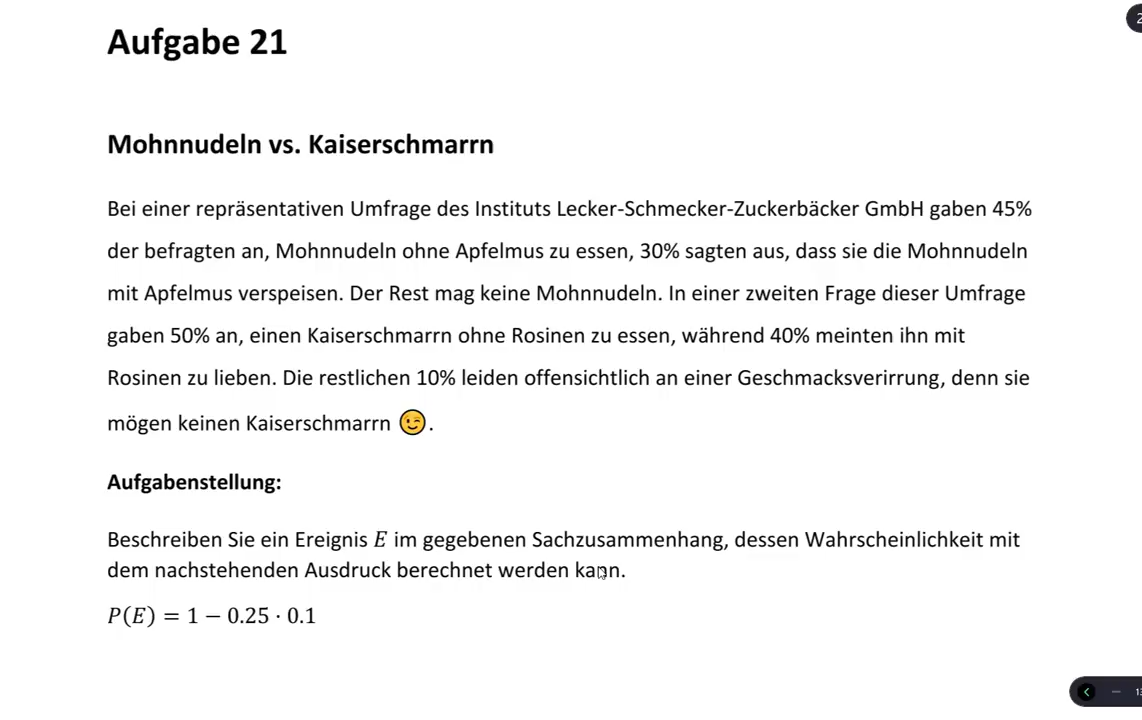 Aufgabe 21
Mohnnudeln vs. Kaiserschmarrn
Bei einer repräsentativen Umfrage des Instituts Lecker-Schmecker-Zuckerbäcker GmbH gaben 45%
der befragten an, Mohnnudeln ohne Apfelmus zu essen, 30% sagten aus, dass sie die Mohnnudeln
mit Apfelmus verspeisen. Der Rest mag keine Mohnnudeln. In einer zweiten Frage dieser Umfrage
gaben 50% an, einen Kaiserschmarrn ohne Rosinen zu essen, während 40% meinten ihn mit
Rosinen zu lieben. Die restlichen 10% leiden offensichtlich an einer Geschmacksverirrung, denn sie
mögen keinen Kaiserschmarrn 😉.
Aufgabenstellung:
Beschreiben Sie ein Ereignis E im gegebenen Sachzusammenhang, dessen Wahrscheinlichkeit mit
dem nachstehenden Ausdruck berechnet werden kann.
P(E) = 1 − 0.25 · 0.1